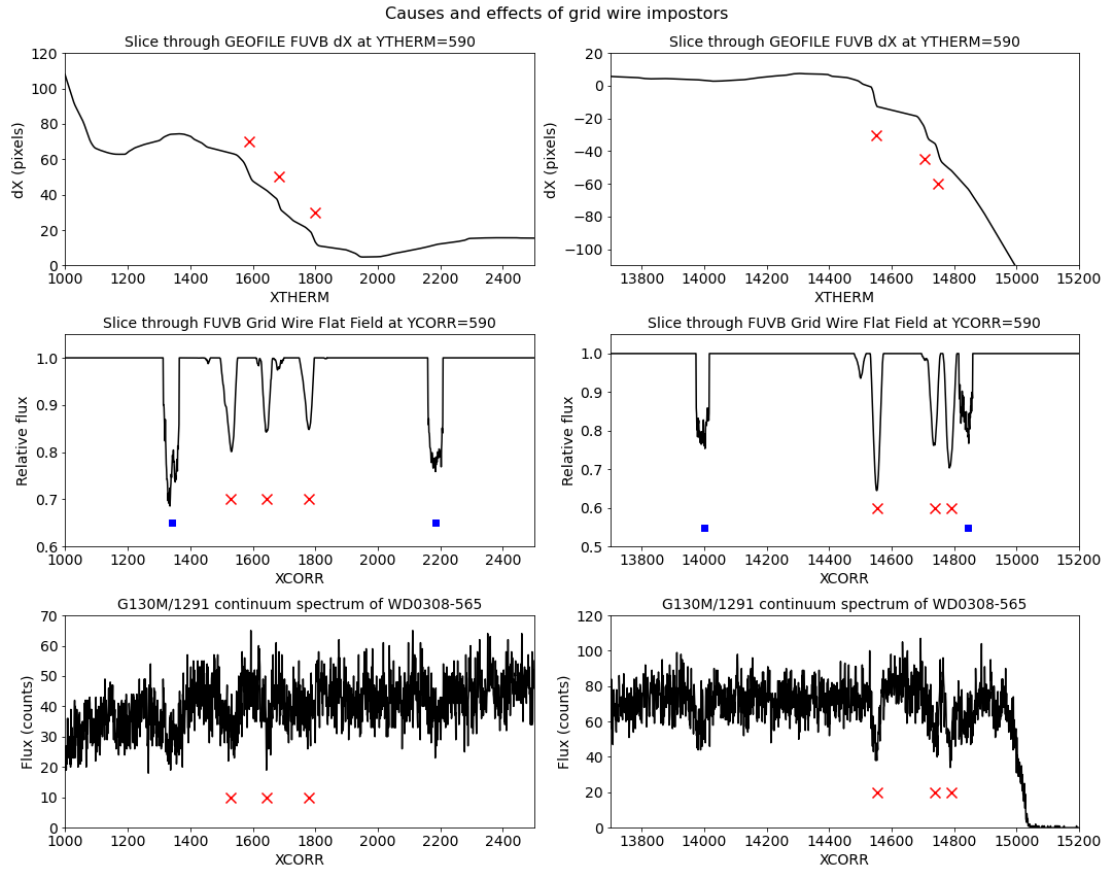 Causes and effects of grid wire impostors
Slice through GEOFILE FUVB dX at YTHERM=590
dX (pixels)
120
100
80
60
40
20
0
1000 1200 1400 1600 1800 2000 2200 2400
XTHERM
Slice through GEOFILE FUVB dX at YTHERM=590
dX (pixels)
20
0
−20
−40
−60
−80
−100
13800 14000 14200 14400 14600 14800 15000 15200
XTHERM
Slice through FUVB Grid Wire Flat Field at YCORR=590
Relative flux
1.0
0.9
0.8
0.7
0.6
1000 1200 1400 1600 1800 2000 2200 2400
XCORR
Slice through FUVB Grid Wire Flat Field at YCORR=590
Relative flux
1.0
0.9
0.8
0.7
0.6
0.5
13800 14000 14200 14400 14600 14800 15000 15200
XCORR
G130M/1291 continuum spectrum of WD0308-565
Flux (counts)
70
60
50
40
30
20
10
0
1000 1200 1400 1600 1800 2000 2200 2400
XCORR
G130M/1291 continuum spectrum of WD0308-565
Flux (counts)
120
100
80
60
40
20
0
13800 14000 14200 14400 14600 14800 15000 15200
XCORR